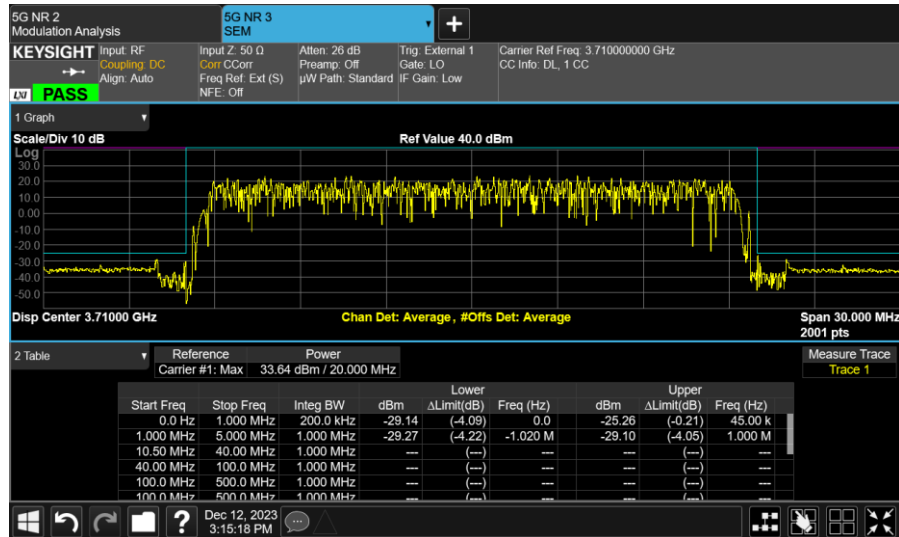 5G NR 2
Modulation Analysis
5G NR 3
SEM
KEYSIGHT
Input: RF
Coupling: DC
Align: Auto
Input Z: 50 Ω
Corr CCorr
Freq Ref: Ext (S)
NFE: Off
Atten: 26 dB
Preamp: Off
µW Path: Standard
Trig: External 1
Gate: LO
IF Gain: Low
Carrier Ref Freq: 3.710000000 GHz
CC Info: DL, 1 CC
LXI PASS
1 Graph
Scale/Div 10 dB
Ref Value 40.0 dBm
Log
30.0
20.0
10.0
0.00
-10.0
-20.0
-30.0
-40.0
-50.0
Disp Center 3.71000 GHz
Chan Det: Average, #Offs Det: Average
Span 30.000 MHz
2001 pts
2 Table
Reference Power
Carrier #1: Max 33.64 dBm / 20.000 MHz
Measure Trace
Trace 1
Lower Upper
Start Freq Stop Freq Integ BW dBm ΔLimit(dB) Freq (Hz) dBm ΔLimit(dB) Freq (Hz)
0.0 Hz 1.000 MHz 200.0 kHz -29.14 (-4.09) 0.0 -25.26 (-0.21) 45.00 k
1.000 MHz 5.000 MHz 1.000 MHz -29.27 (-4.22) -1.020 M -29.10 (-4.05) 1.000 M
10.50 MHz 40.00 MHz 1.000 MHz --- (---) --- --- (---) ---
40.00 MHz 100.0 MHz 1.000 MHz --- (---) --- --- (---) ---
100.0 MHz 500.0 MHz 1.000 MHz --- (---) --- --- (---) ---
100.0 MHz 500.0 MHz 1.000 MHz --- (---) --- --- (---) ---
Dec 12, 2023
3:15:18 PM